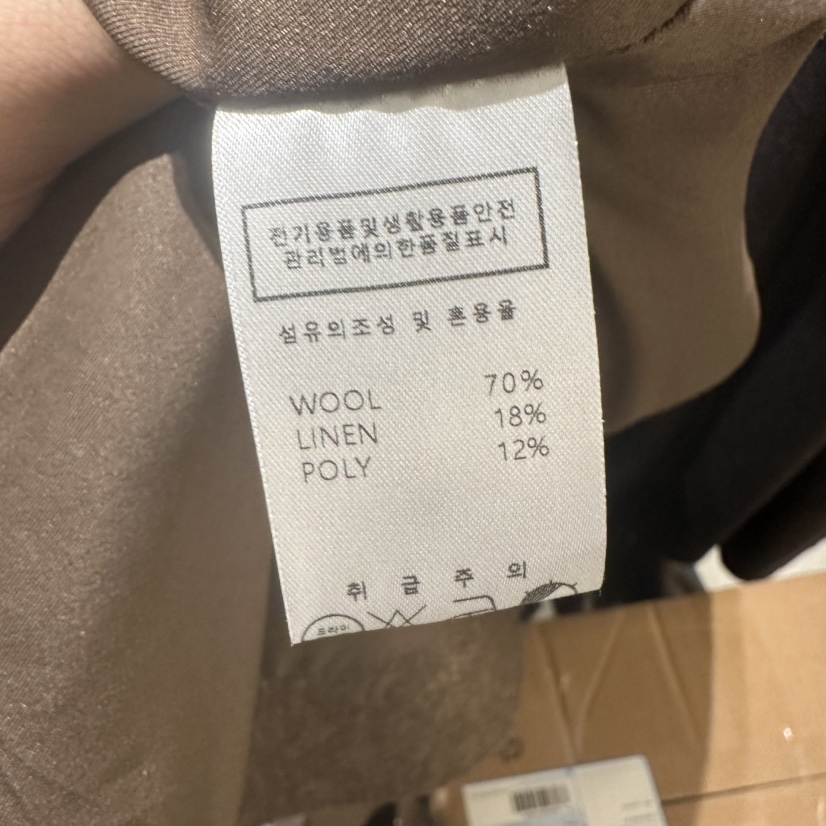 전기용품및생활용품안전
관리법에의한품질표시
섬유의조성 및 혼용율
WOOL 70%
LINEN 18%
POLY 12%
취 급 주 의
드라이